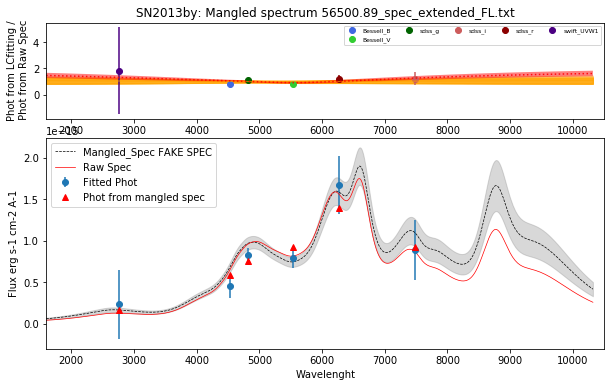 SN2013by: Mangled spectrum 56500.89_spec_extended_FL.txt
Phot from LCfitting /
Phot from Raw Spec
4
2
0
Bessell_B
Bessell_V
sdss_g
sdss_i
sdss_r
swift_UVW1
2000 3000 4000 5000 6000 7000 8000 9000 10000
Flux erg s-1 cm-2 A-1
2.0
1.5
1.0
0.5
0.0
Mangled_Spec FAKE SPEC
Raw Spec
Fitted Phot
Phot from mangled spec
2000 3000 4000 5000 6000 7000 8000 9000 10000
Wavelenght